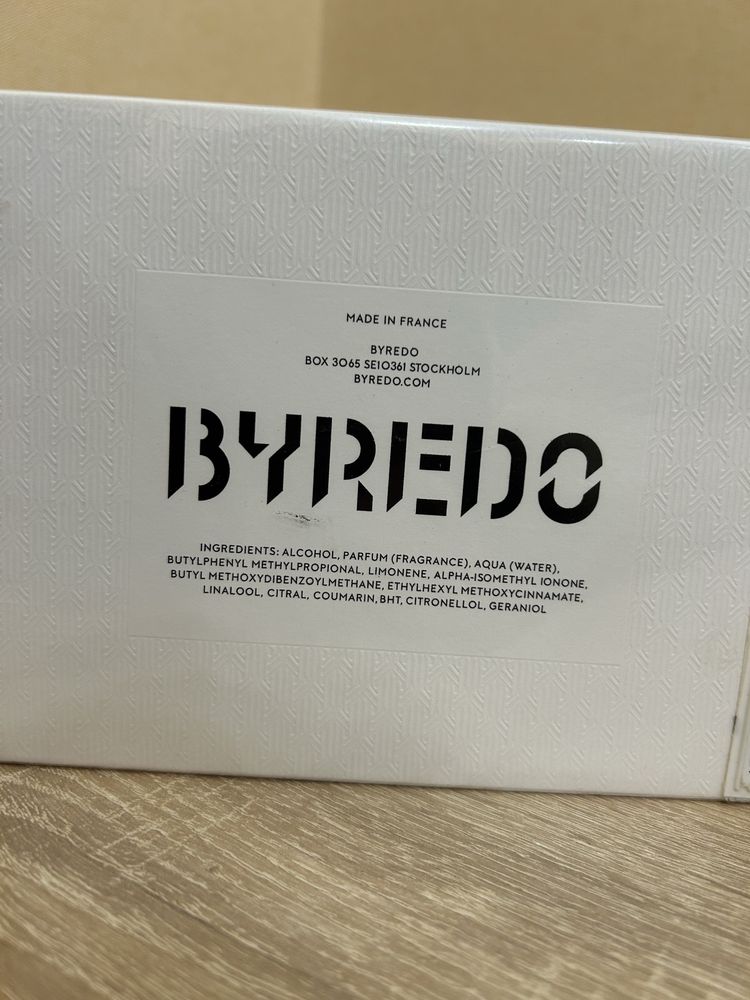 MADE IN FRANCE
BYREDO
BOX 3065 SE10361 STOCKHOLM
BYREDO.COM
BYREDO
INGREDIENTS: ALCOHOL, PARFUM (FRAGRANCE), AQUA (WATER),
BUTYLPHENYL METHYLPROPIONAL, LIMONENE, ALPHA-ISOMETHYL IONONE,
BUTYL METHOXYDIBENZOYLMETHANE, ETHYLHEXYL METHOXYCINNAMATE,
LINALOOL, CITRAL, COUMARIN, BHT, CITRONELLOL, GERANIOL